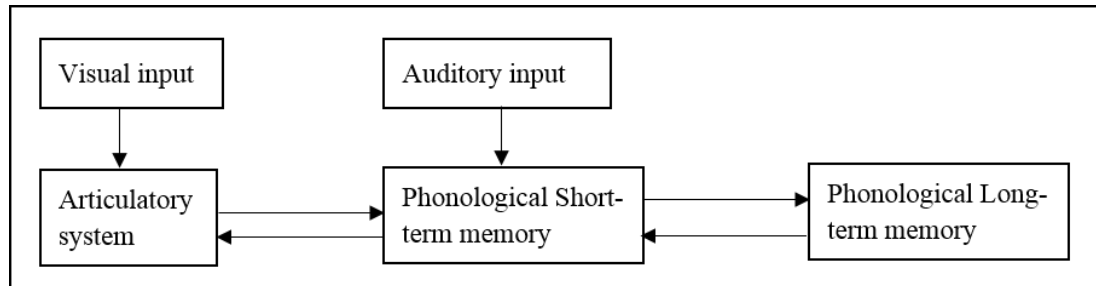 Visual input
Auditory input
Articulatory
system
Phonological Short-
term memory
Phonological Long-
term memory